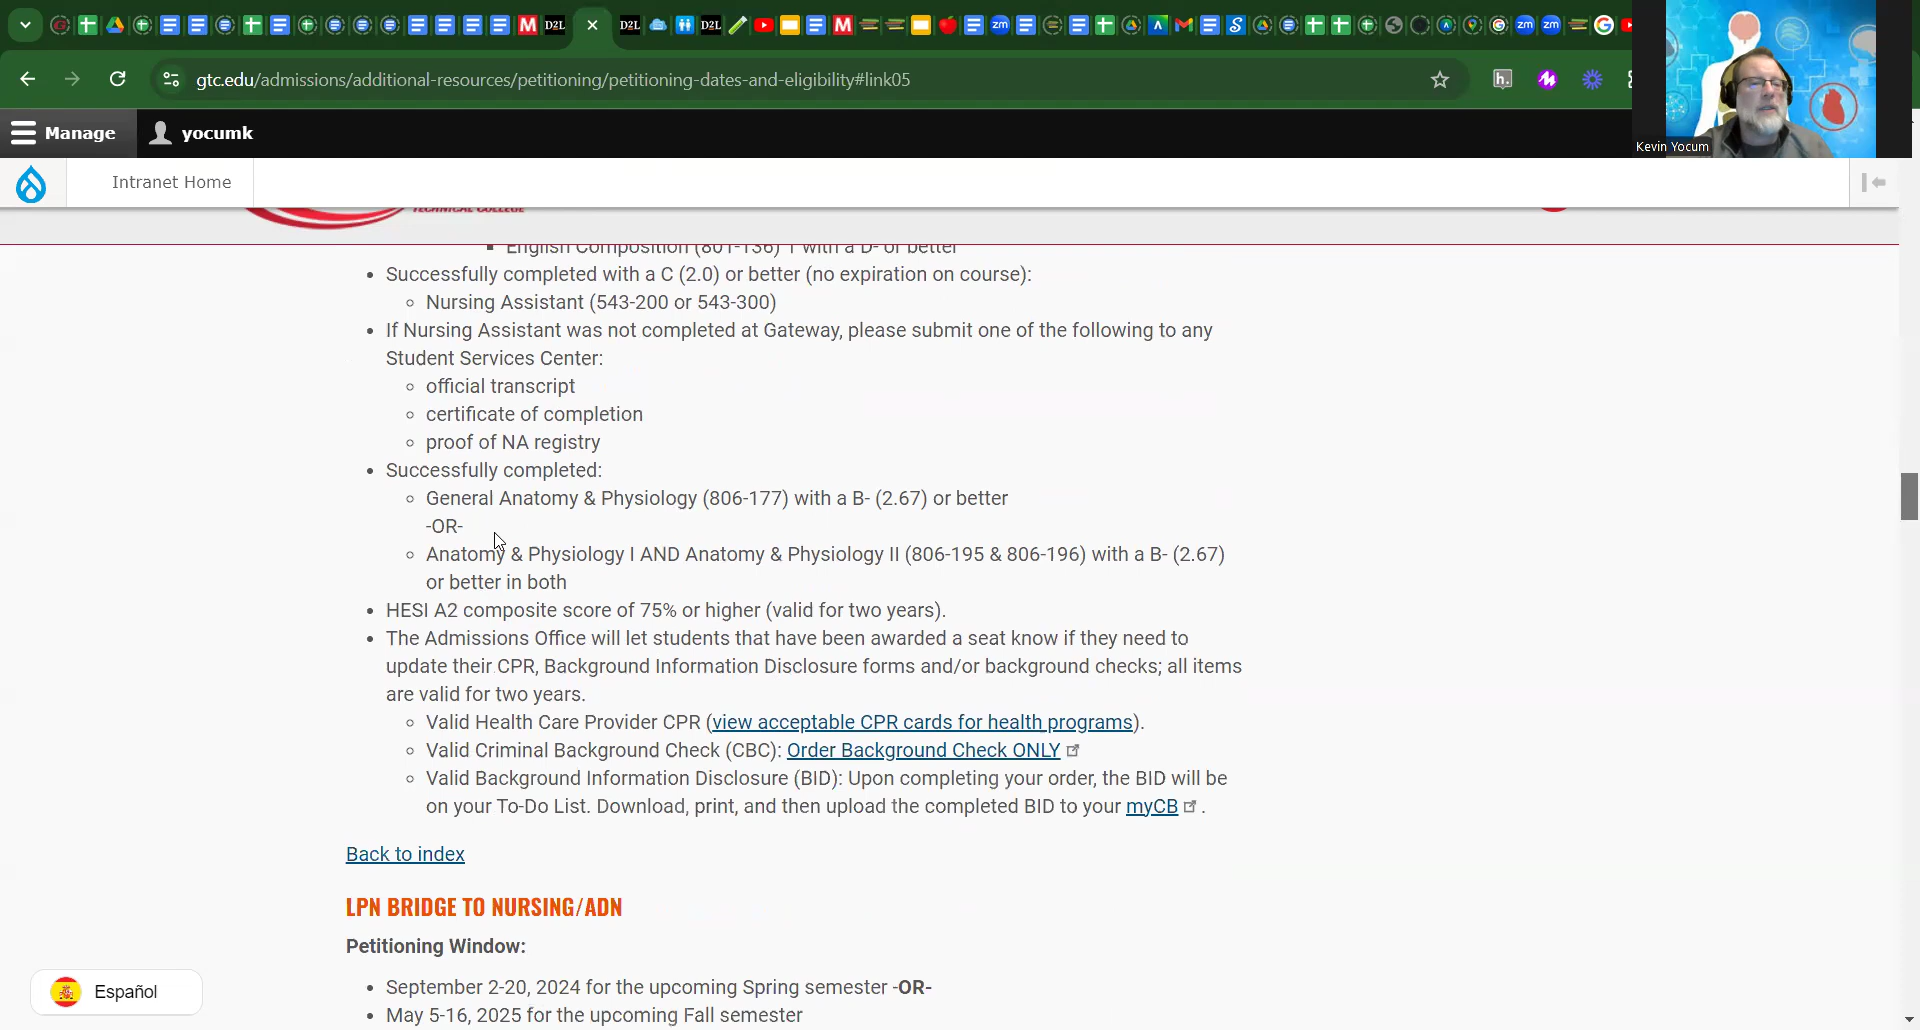 D2L
D2L
D2L
gtc.edu/admissions/additional-resources/petitioning/petitioning-dates-and-eligibility#link05
Manage
yocumk
Kevin Yocum
Intranet Home
TECHNICAL COLLEGE
English Composition (801-136) 1 with a D- or better
Successfully completed with a C (2.0) or better (no expiration on course):
Nursing Assistant (543-200 or 543-300)
If Nursing Assistant was not completed at Gateway, please submit one of the following to any
Student Services Center:
official transcript
certificate of completion
proof of NA registry
Successfully completed:
General Anatomy & Physiology (806-177) with a B- (2.67) or better
-OR-
Anatomy & Physiology I AND Anatomy & Physiology II (806-195 & 806-196) with a B- (2.67)
or better in both
HESI A2 composite score of 75% or higher (valid for two years).
The Admissions Office will let students that have been awarded a seat know if they need to
update their CPR, Background Information Disclosure forms and/or background checks; all items
are valid for two years.
Valid Health Care Provider CPR (view acceptable CPR cards for health programs).
Valid Criminal Background Check (CBC): Order Background Check ONLY
Valid Background Information Disclosure (BID): Upon completing your order, the BID will be
on your To-Do List. Download, print, and then upload the completed BID to your myCB.
Back to index
LPN BRIDGE TO NURSING/ADN
Petitioning Window:
September 2-20, 2024 for the upcoming Spring semester -OR-
May 5-16, 2025 for the upcoming Fall semester
Español